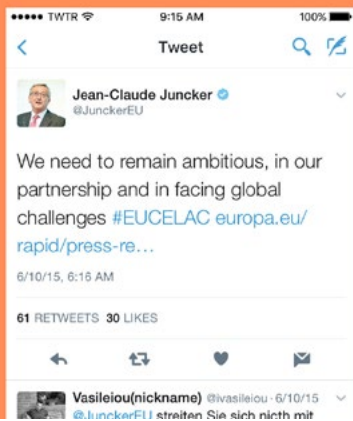 TWTR 9:15 AM 100%
Tweet
Jean-Claude Juncker
@JunckerEU
We need to remain ambitious, in our
partnership and in facing global
challenges #EUCELAC europa.eu/
rapid/press-re...
6/10/15, 6:16 AM
61 RETWEETS 30 LIKES
Vasileiou(nickname) @ivasileiou · 6/10/15
@JunckerEU streiten Sie sich nicth mit